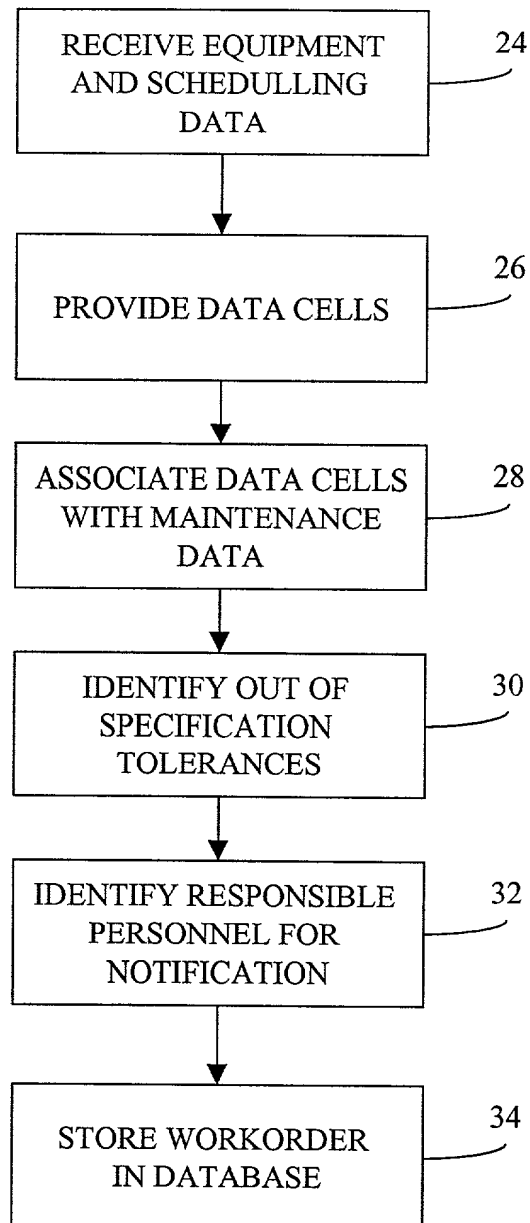 RECEIVE EQUIPMENT
AND SCHEDULLING
DATA
24
PROVIDE DATA CELLS
26
ASSOCIATE DATA CELLS
WITH MAINTENANCE
DATA
28
IDENTIFY OUT OF
SPECIFICATION
TOLERANCES
30
IDENTIFY RESPONSIBLE
PERSONNEL FOR
NOTIFICATION
32
STORE WORKORDER
IN DATABASE
34